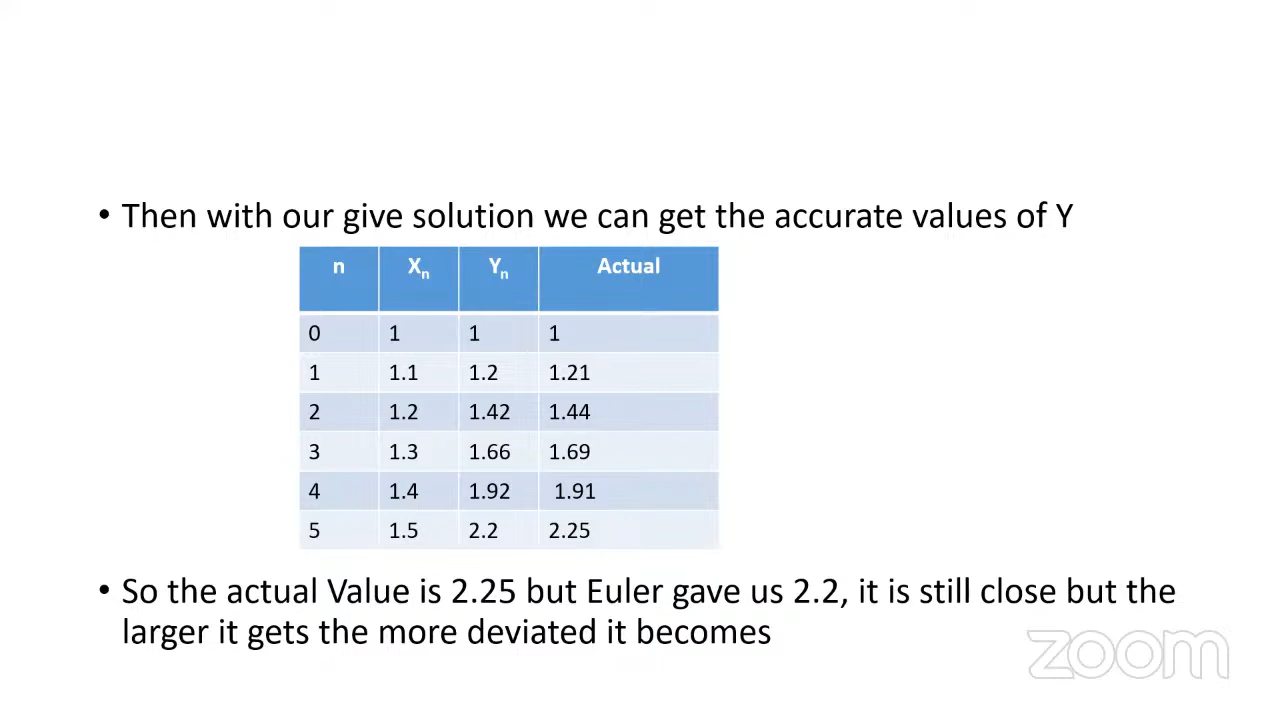 • Then with our give solution we can get the accurate values of Y
n Xn Yn Actual
0 1 1 1
1 1.1 1.2 1.21
2 1.2 1.42 1.44
3 1.3 1.66 1.69
4 1.4 1.92 1.91
5 1.5 2.2 2.25
• So the actual Value is 2.25 but Euler gave us 2.2, it is still close but the
larger it gets the more deviated it becomes
zoom